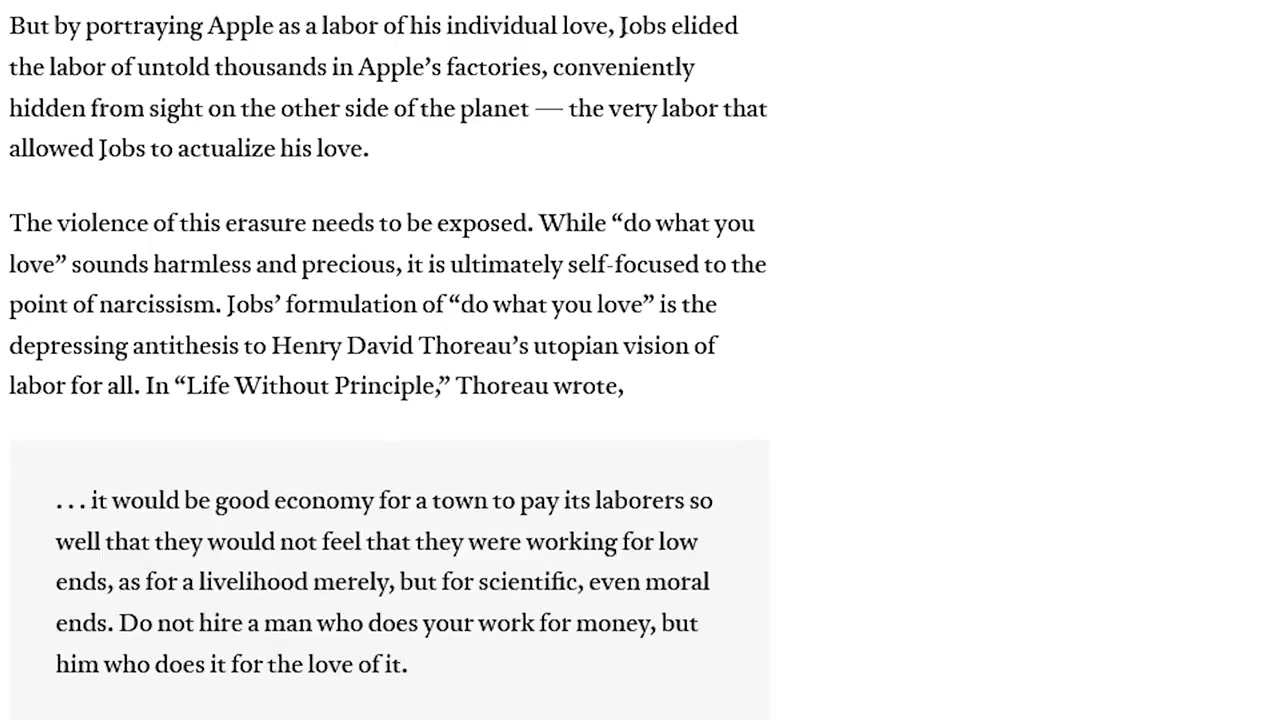 But by portraying Apple as a labor of his individual love, Jobs elided
the labor of untold thousands in Apple’s factories, conveniently
hidden from sight on the other side of the planet — the very labor that
allowed Jobs to actualize his love.
The violence of this erasure needs to be exposed. While “do what you
love” sounds harmless and precious, it is ultimately self-focused to the
point of narcissism. Jobs’ formulation of “do what you love” is the
depressing antithesis to Henry David Thoreau’s utopian vision of
labor for all. In “Life Without Principle,” Thoreau wrote,
. . . it would be good economy for a town to pay its laborers so
well that they would not feel that they were working for low
ends, as for a livelihood merely, but for scientific, even moral
ends. Do not hire a man who does your work for money, but
him who does it for the love of it.